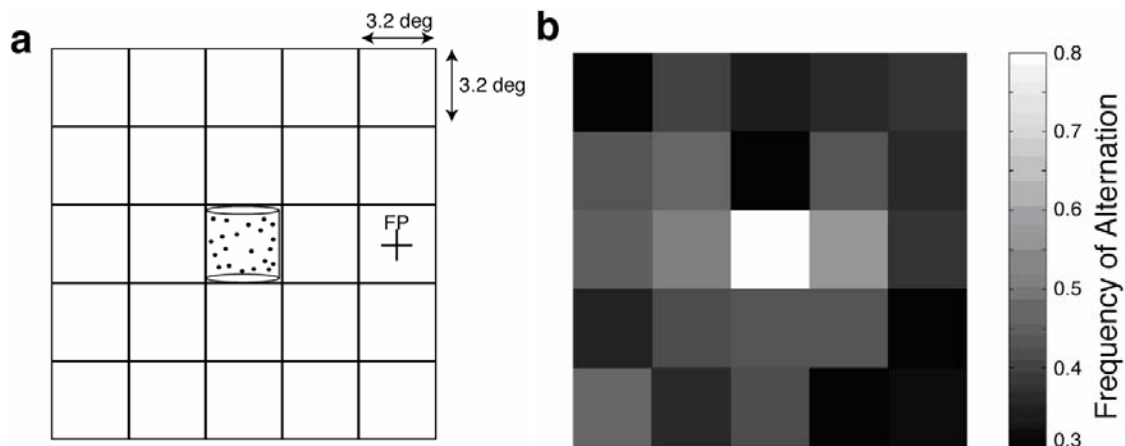 a
3.2 deg
3.2 deg
FP
b
0.8
0.7
0.6
0.5
0.4
0.3
Frequency of Alternation